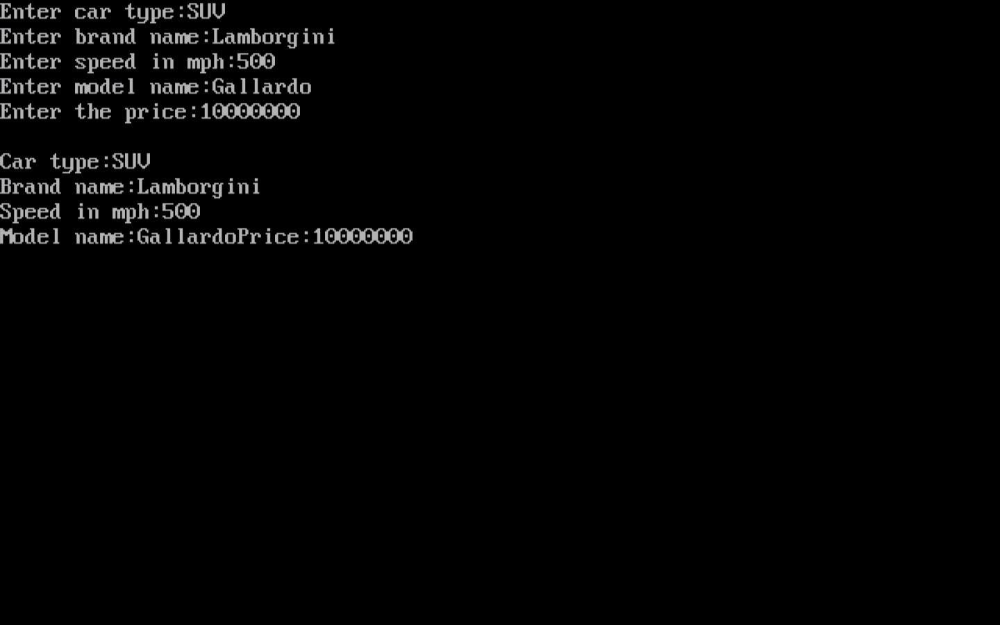 Enter car type:SUV
Enter brand name:Lamborgini
Enter speed in mph:500
Enter model name:Gallardo
Enter the price:10000000
Car type:SUV
Brand name:Lamborgini
Speed in mph:500
Model name:GallardoPrice:10000000